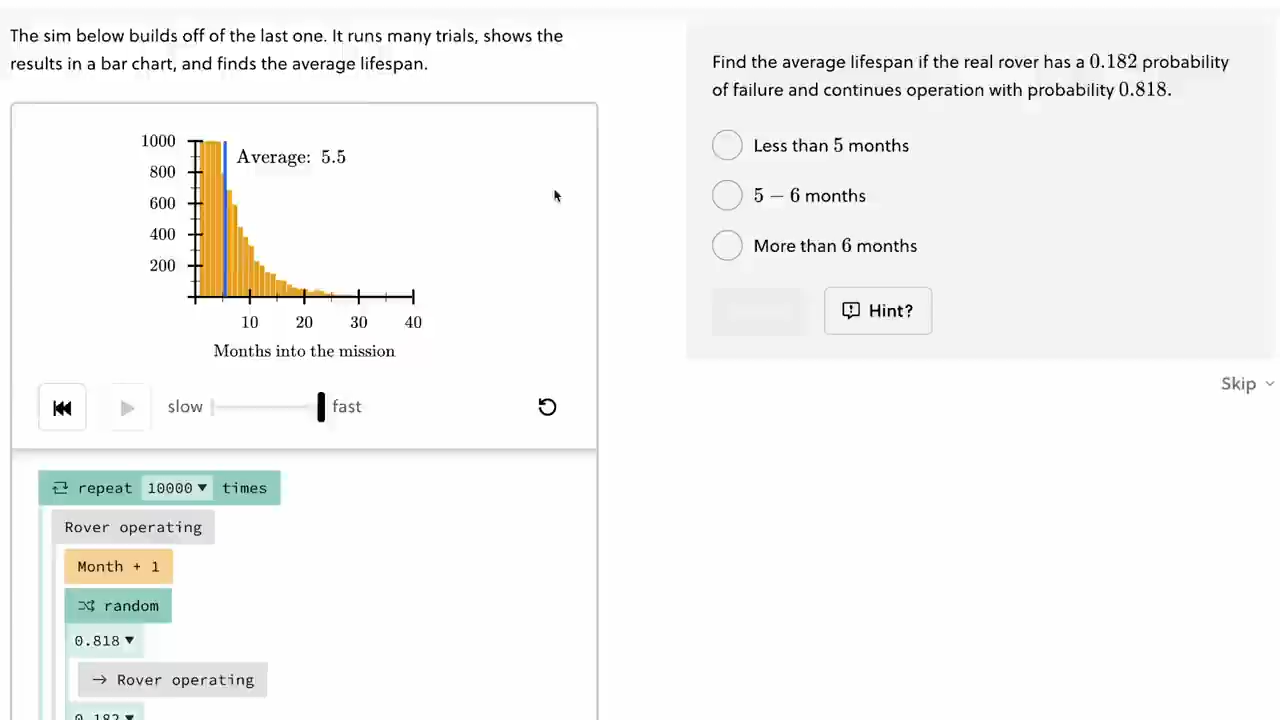 The sim below builds off of the last one. It runs many trials, shows the
results in a bar chart, and finds the average lifespan.
1000
800
600
400
200
Average: 5.5
10 20 30 40
Months into the mission
slow fast
repeat 10000 ▼ times
Rover operating
Month + 1
random
0.818 ▼
→ Rover operating
0.182 ▼
Find the average lifespan if the real rover has a 0.182 probability
of failure and continues operation with probability 0.818.
Less than 5 months
5 – 6 months
More than 6 months
Hint?
Skip